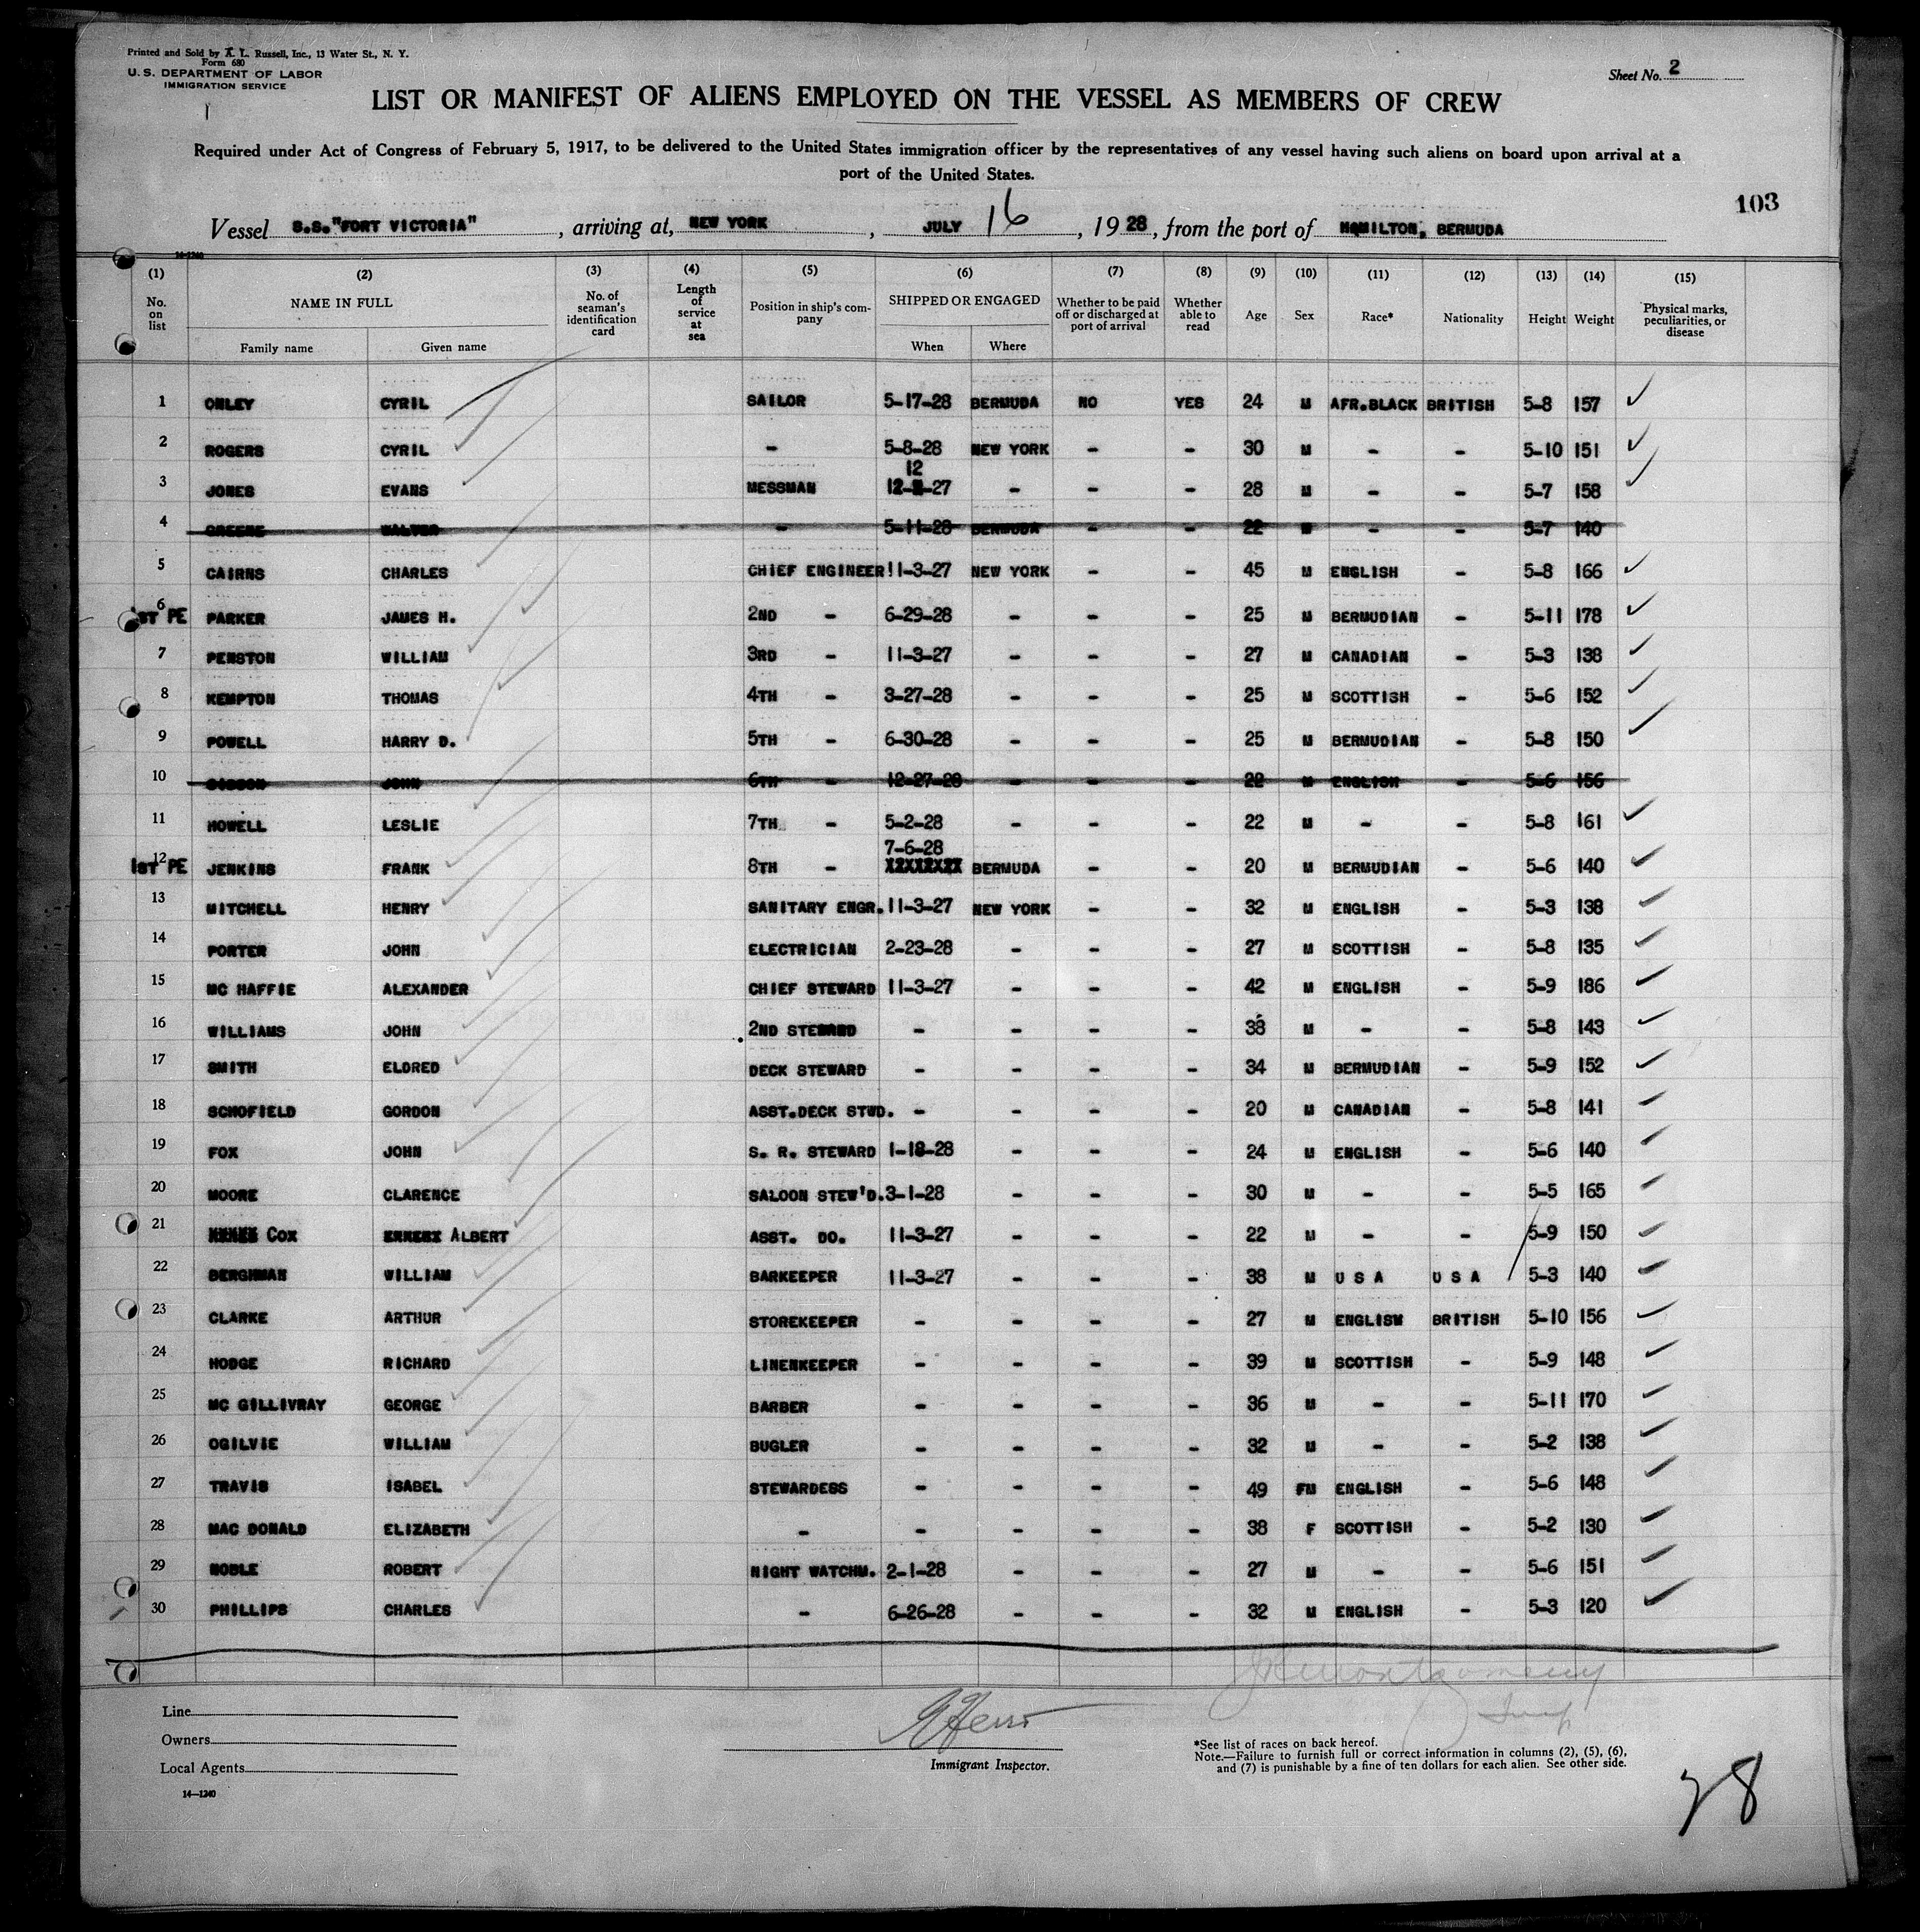 Printed and Sold by A. L. Russell, Inc., 13 Water St., N. Y.
Form 680
U. S. DEPARTMENT OF LABOR
IMMIGRATION SERVICE
Sheet No. 2
LIST OR MANIFEST OF ALIENS EMPLOYED ON THE VESSEL AS MEMBERS OF CREW
Required under Act of Congress of February 5, 1917, to be delivered to the United States immigration officer by the representatives of any vessel having such aliens on board upon arrival at a
port of the United States.
103
Vessel S.S."FORT VICTORIA", arriving at, NEW YORK, JULY 16, 1928, from the port of HAMILTON, BERMUDA
14-1240
(1) (2) (3) (4) (5) (6) (7) (8) (9) (10) (11) (12) (13) (14) (15)
No. on list NAME IN FULL Family name Given name No. of seaman's identification card Length of service at sea Position in ship's company SHIPPED OR ENGAGED When Where Whether to be paid off or discharged at port of arrival Whether able to read Age Sex Race* Nationality Height Weight Physical marks, peculiarities, or disease
1 ONLEY CYRIL SAILOR 5-17-28 BERMUDA NO YES 24 M AFR.BLACK BRITISH 5-8 157
2 ROGERS CYRIL - 5-8-28 NEW YORK - - 30 M - - 5-10 151
12
3 JONES EVANS MESSMAN 12- -27 - - - 28 M - - 5-7 158
4 GREENE WALTER - 5-11-28 BERMUDA - - 22 M - - 5-7 140
5 CAIRNS CHARLES CHIEF ENGINEER 11-3-27 NEW YORK - - 45 M ENGLISH - 5-8 166
6 1ST PE PARKER JAMES H. 2ND - 6-29-28 - - - 25 M BERMUDIAN - 5-11 178
7 PENSTON WILLIAM 3RD - 11-3-27 - - - 27 M CANADIAN - 5-3 138
8 KEMPTON THOMAS 4TH - 3-27-28 - - - 25 M SCOTTISH - 5-6 152
9 POWELL HARRY D. 5TH - 6-30-28 - - - 25 M BERMUDIAN - 5-8 150
10 JOHN 6TH - 12-27-28 - - - 22 M ENGLISH - 5-6 156
11 HOWELL LESLIE 7TH - 5-2-28 - - - 22 M - - 5-8 161
7-6-28
12 1ST PE JENKINS FRANK 8TH - XXXXXXXX BERMUDA - - 20 M BERMUDIAN - 5-6 140
13 MITCHELL HENRY SANITARY ENGR. 11-3-27 NEW YORK - - 32 M ENGLISH - 5-3 138
14 PORTER JOHN ELECTRICIAN 2-23-28 - - - 27 M SCOTTISH - 5-8 135
15 MC HAFFIE ALEXANDER CHIEF STEWARD 11-3-27 - - - 42 M ENGLISH - 5-9 186
16 WILLIAMS JOHN 2ND STEWARD - - - - 38 M - - 5-8 143
17 SMITH ELDRED DECK STEWARD - - - - 34 M BERMUDIAN - 5-9 152
18 SCHOFIELD GORDON ASST.DECK STWD. - - - - 20 M CANADIAN - 5-8 141
19 FOX JOHN S. R. STEWARD 1-18-28 - - - 24 M ENGLISH - 5-6 140
20 MOORE CLARENCE SALOON STEW'D. 3-1-28 - - - 30 M - - 5-5 165
21 COX ALBERT ASST. DO. 11-3-27 - - - 22 M - - 5-9 150
22 BERGHMAN WILLIAM BARKEEPER 11-3-27 - - - 38 M U S A U S A 5-3 140
23 CLARKE ARTHUR STOREKEEPER - - - - 27 M ENGLISH BRITISH 5-10 156
24 HODGE RICHARD LINENKEEPER - - - - 39 M SCOTTISH - 5-9 148
25 MC GILLIVRAY GEORGE BARBER - - - - 36 M - - 5-11 170
26 OGILVIE WILLIAM BUGLER - - - - 32 M - - 5-2 138
27 TRAVIS ISABEL STEWARDESS - - - - 49 FM ENGLISH - 5-6 148
28 MAC DONALD ELIZABETH - - - - - 38 F SCOTTISH - 5-2 130
29 NOBLE ROBERT NIGHT WATCHM. 2-1-28 - - - 27 M - - 5-6 151
30 PHILLIPS CHARLES - 6-26-28 - - - 32 M ENGLISH - 5-3 120
Montgomery
Line
Owners
Local Agents
14-1240
Immigrant Inspector.
*See list of races on back hereof.
Note.—Failure to furnish full or correct information in columns (2), (5), (6),
and (7) is punishable by a fine of ten dollars for each alien. See other side.
28